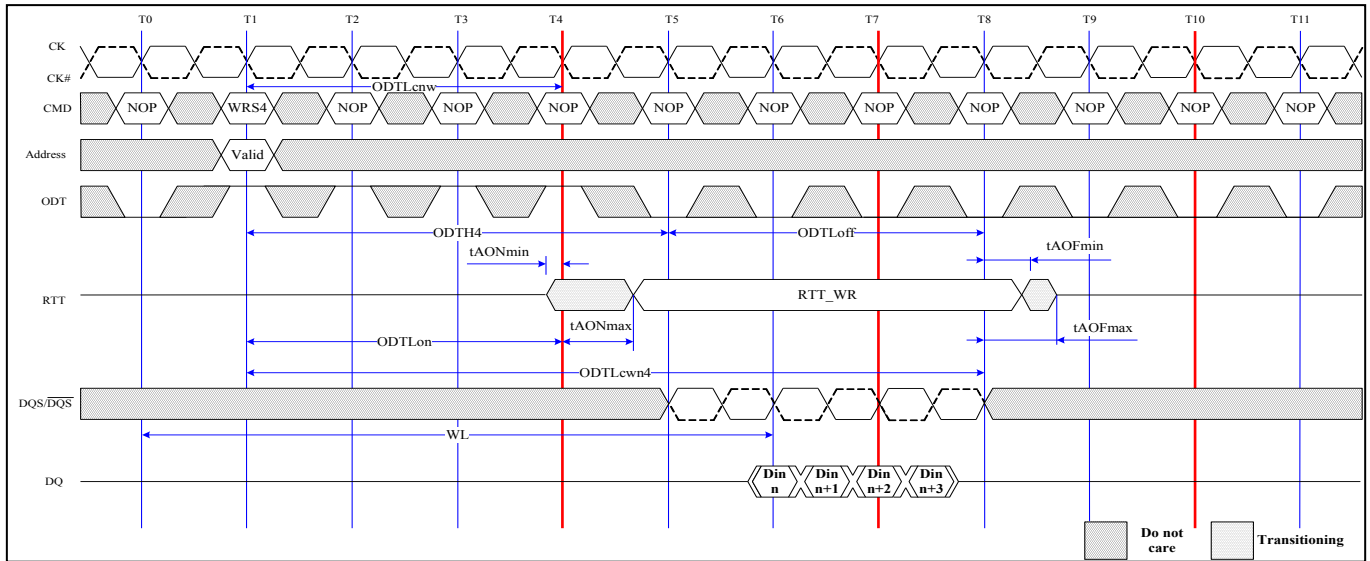 T0 T1 T2 T3 T4 T5 T6 T7 T8 T9 T10 T11
CK
CK#
ODTLcnw
CMD NOP WRS4 NOP NOP NOP NOP NOP NOP NOP NOP NOP NOP
Address Valid
ODT
ODTH4 ODTLoff
tAONmin tAOFmin
RTT RTT_WR
tAONmax tAOFmax
ODTLon
ODTLcwn4
DQS/DQS
WL
DQ Din n Din n+1 Din n+2 Din n+3
Do not care Transitioning